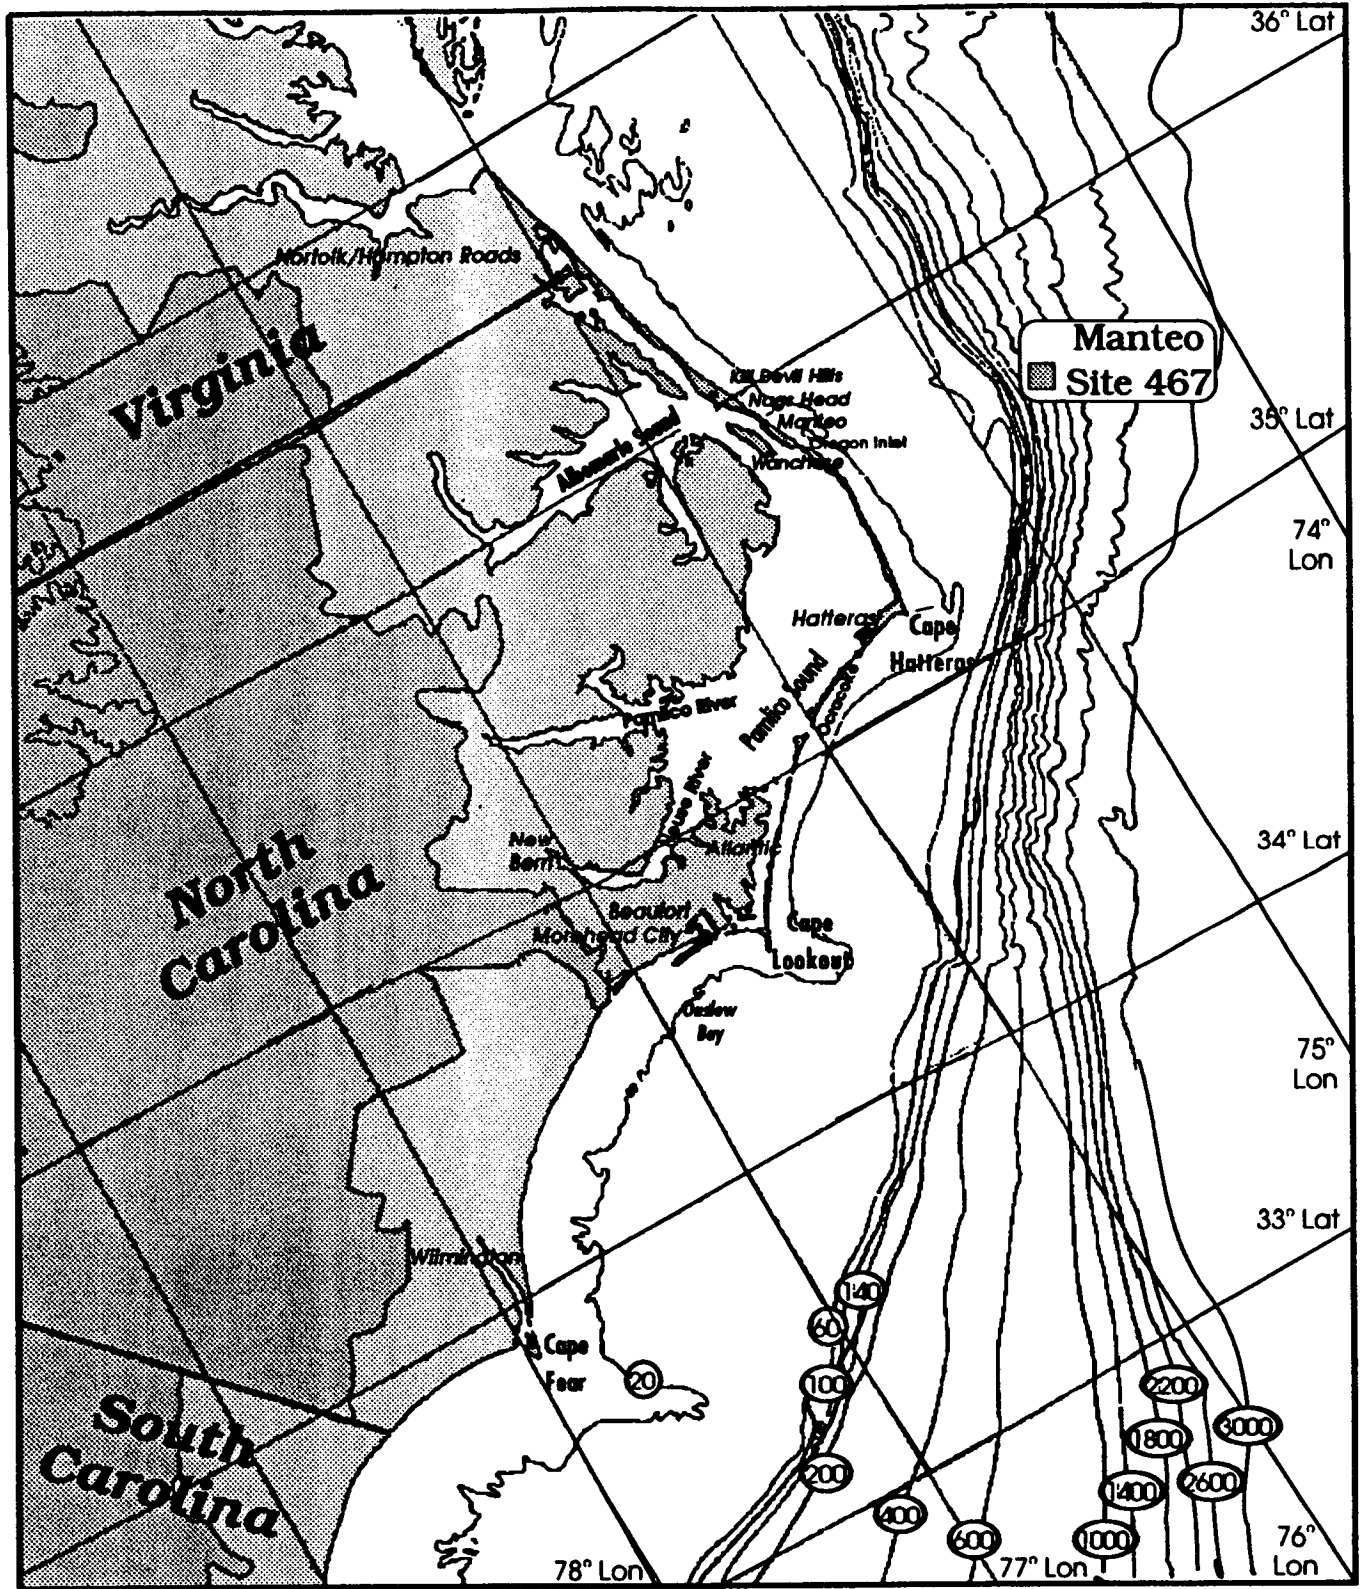 36° Lat
Norfolk/Hampton Roads
Virginia
Manteo
Site 467
Kill Devil Hills
Nags Head
Manteo
Oregon Inlet
Wanchese
Albemarle Sound
35° Lat
74°
Lon
Hatteras
Cape
Hatteras
Ocracoke
Pamlico Sound
Pamlico River
Neuse River
New
Bern
Atlantic
34° Lat
North
Carolina
Beaufort
Morehead City
Cape
Lookout
Onslow
Bay
75°
Lon
33° Lat
Wilmington
Cape
Fear
20
140
60
100
200
400
600
1000
1400
1800
2200
2600
3000
South
Carolina
78° Lon
77° Lon
76°
Lon